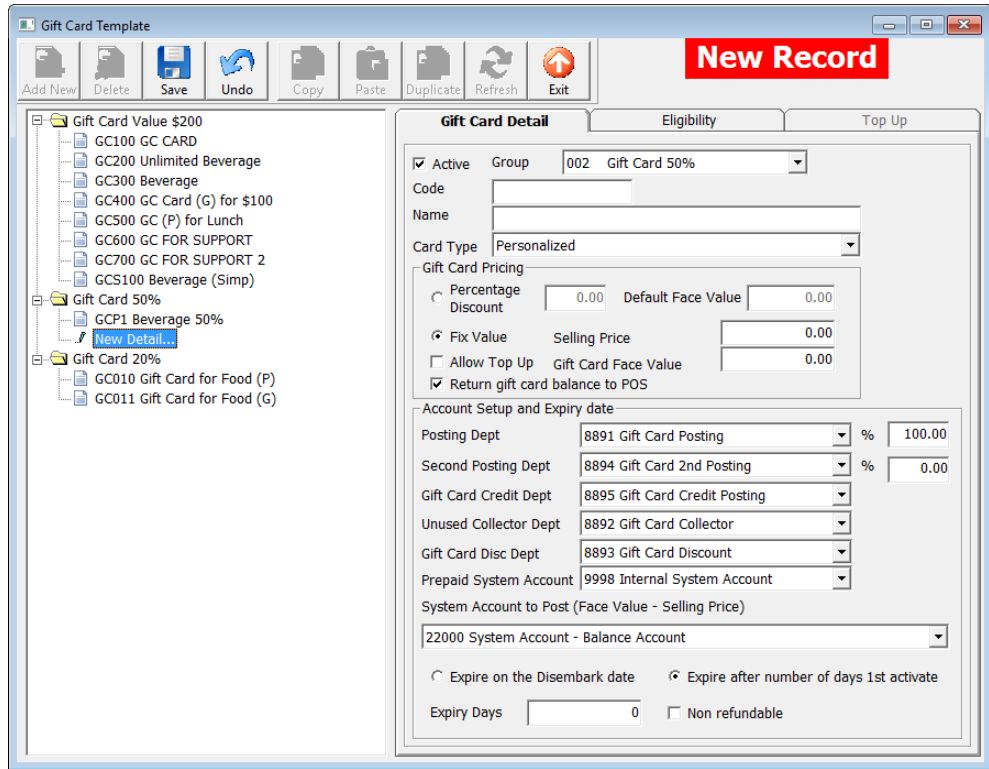 Gift Card Template
Add New Delete Save Undo Copy Paste Duplicate Refresh Exit
New Record
Gift Card Value $200
GC100 GC CARD
GC200 Unlimited Beverage
GC300 Beverage
GC400 GC Card (G) for $100
GC500 GC (P) for Lunch
GC600 GC FOR SUPPORT
GC700 GC FOR SUPPORT 2
GCS100 Beverage (Simp)
Gift Card 50%
GCP1 Beverage 50%
New Detail...
Gift Card 20%
GC010 Gift Card for Food (P)
GC011 Gift Card for Food (G)
Gift Card Detail Eligibility Top Up
Active Group 002 Gift Card 50%
Code
Name
Card Type Personalized
Gift Card Pricing
Percentage Discount 0.00 Default Face Value 0.00
Fix Value Selling Price 0.00
Allow Top Up Gift Card Face Value 0.00
Return gift card balance to POS
Account Setup and Expiry date
Posting Dept 8891 Gift Card Posting % 100.00
Second Posting Dept 8894 Gift Card 2nd Posting % 0.00
Gift Card Credit Dept 8895 Gift Card Credit Posting
Unused Collector Dept 8892 Gift Card Collector
Gift Card Disc Dept 8893 Gift Card Discount
Prepaid System Account 9998 Internal System Account
System Account to Post (Face Value - Selling Price)
22000 System Account - Balance Account
Expire on the Disembark date Expire after number of days 1st activate
Expiry Days 0 Non refundable